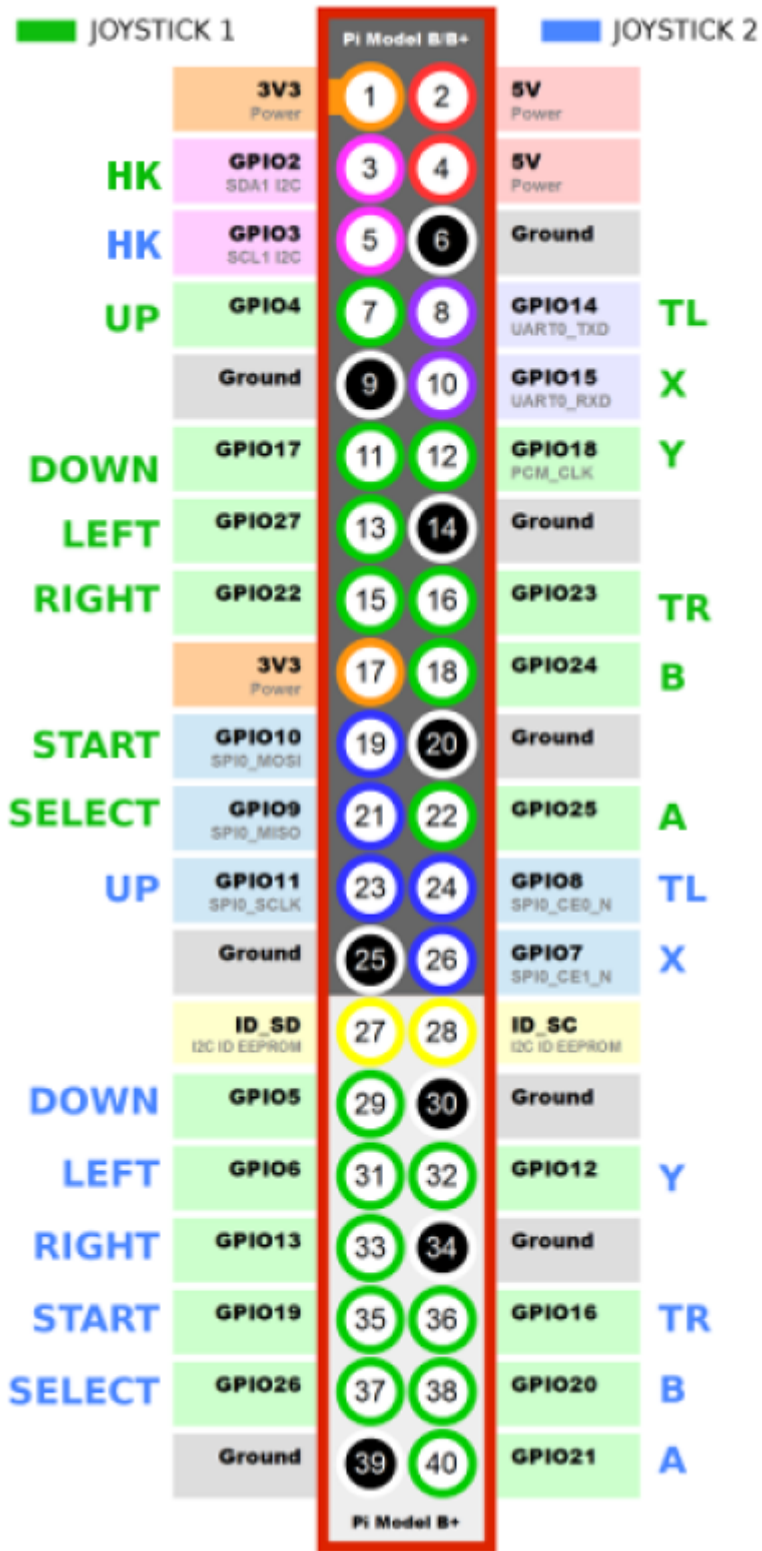 JOYSTICK 1
Pi Model B/B+
JOYSTICK 2
3V3
Power
1
2
5V
Power
HK
GPIO2
SDA1 I2C
3
4
5V
Power
HK
GPIO3
SCL1 I2C
5
6
Ground
UP
GPIO4
7
8
GPIO14
UART0_TXD
TL
Ground
9
10
GPIO15
UART0_RXD
X
DOWN
GPIO17
11
12
GPIO18
PCM_CLK
Y
LEFT
GPIO27
13
14
Ground
RIGHT
GPIO22
15
16
GPIO23
TR
3V3
Power
17
18
GPIO24
B
START
GPIO10
SPI0_MOSI
19
20
Ground
SELECT
GPIO9
SPI0_MISO
21
22
GPIO25
A
UP
GPIO11
SPI0_SCLK
23
24
GPIO8
SPI0_CE0_N
TL
Ground
25
26
GPIO7
SPI0_CE1_N
X
ID_SD
I2C ID EEPROM
27
28
ID_SC
I2C ID EEPROM
DOWN
GPIO5
29
30
Ground
LEFT
GPIO6
31
32
GPIO12
Y
RIGHT
GPIO13
33
34
Ground
START
GPIO19
35
36
GPIO16
TR
SELECT
GPIO26
37
38
GPIO20
B
Ground
39
40
GPIO21
A
Pi Model B+